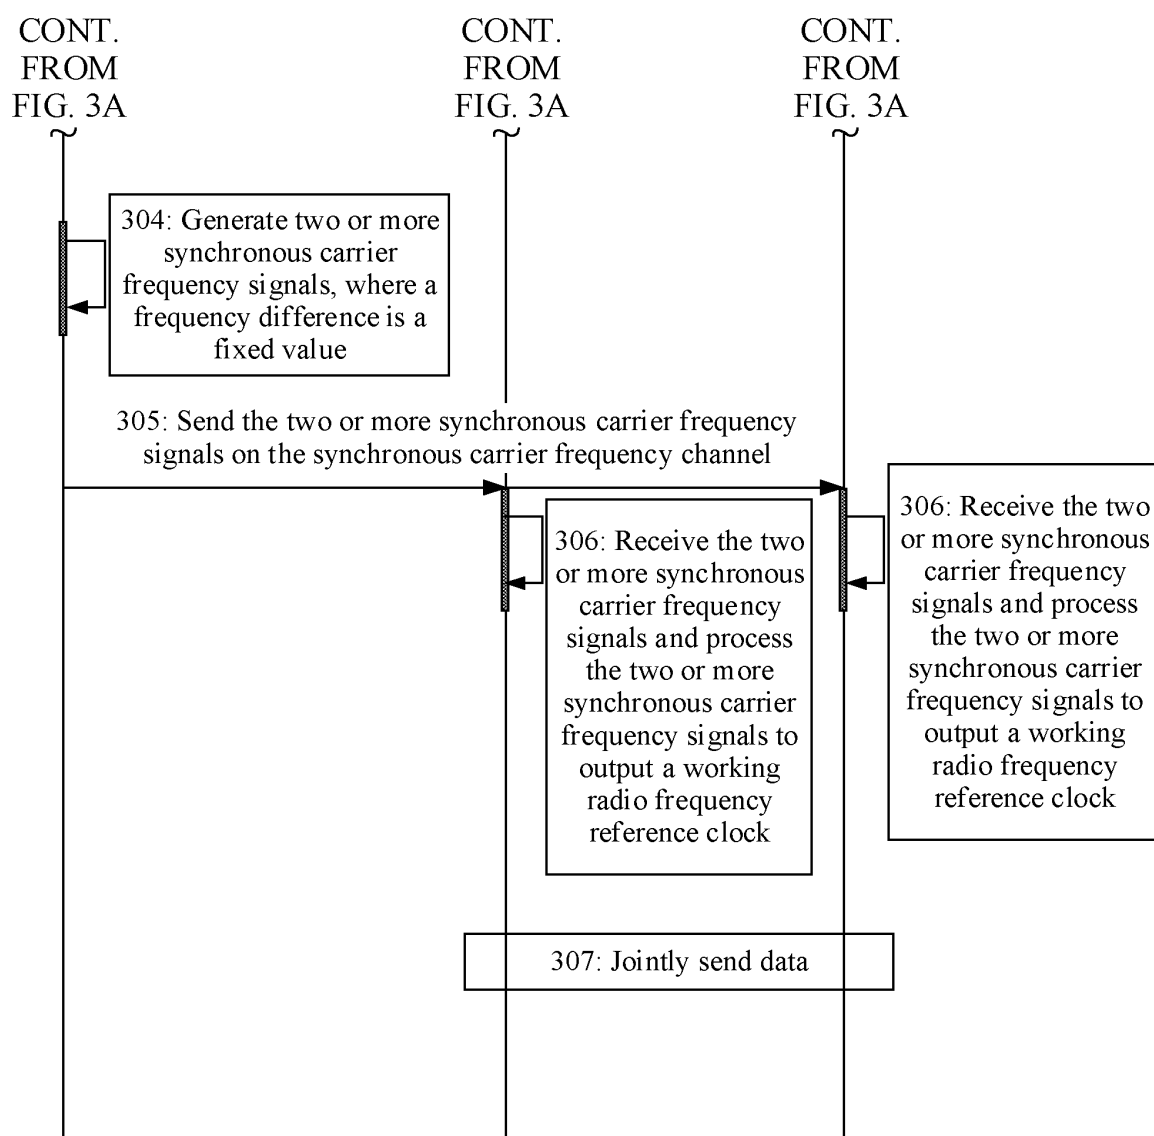 CONT.
FROM
FIG. 3A
CONT.
FROM
FIG. 3A
CONT.
FROM
FIG. 3A
304: Generate two or more
synchronous carrier
frequency signals, where a
frequency difference is a
fixed value
305: Send the two or more synchronous carrier frequency
signals on the synchronous carrier frequency channel
306: Receive the two
or more synchronous
carrier frequency
signals and process
the two or more
synchronous carrier
frequency signals to
output a working
radio frequency
reference clock
306: Receive the two
or more synchronous
carrier frequency
signals and process
the two or more
synchronous carrier
frequency signals to
output a working
radio frequency
reference clock
307: Jointly send data